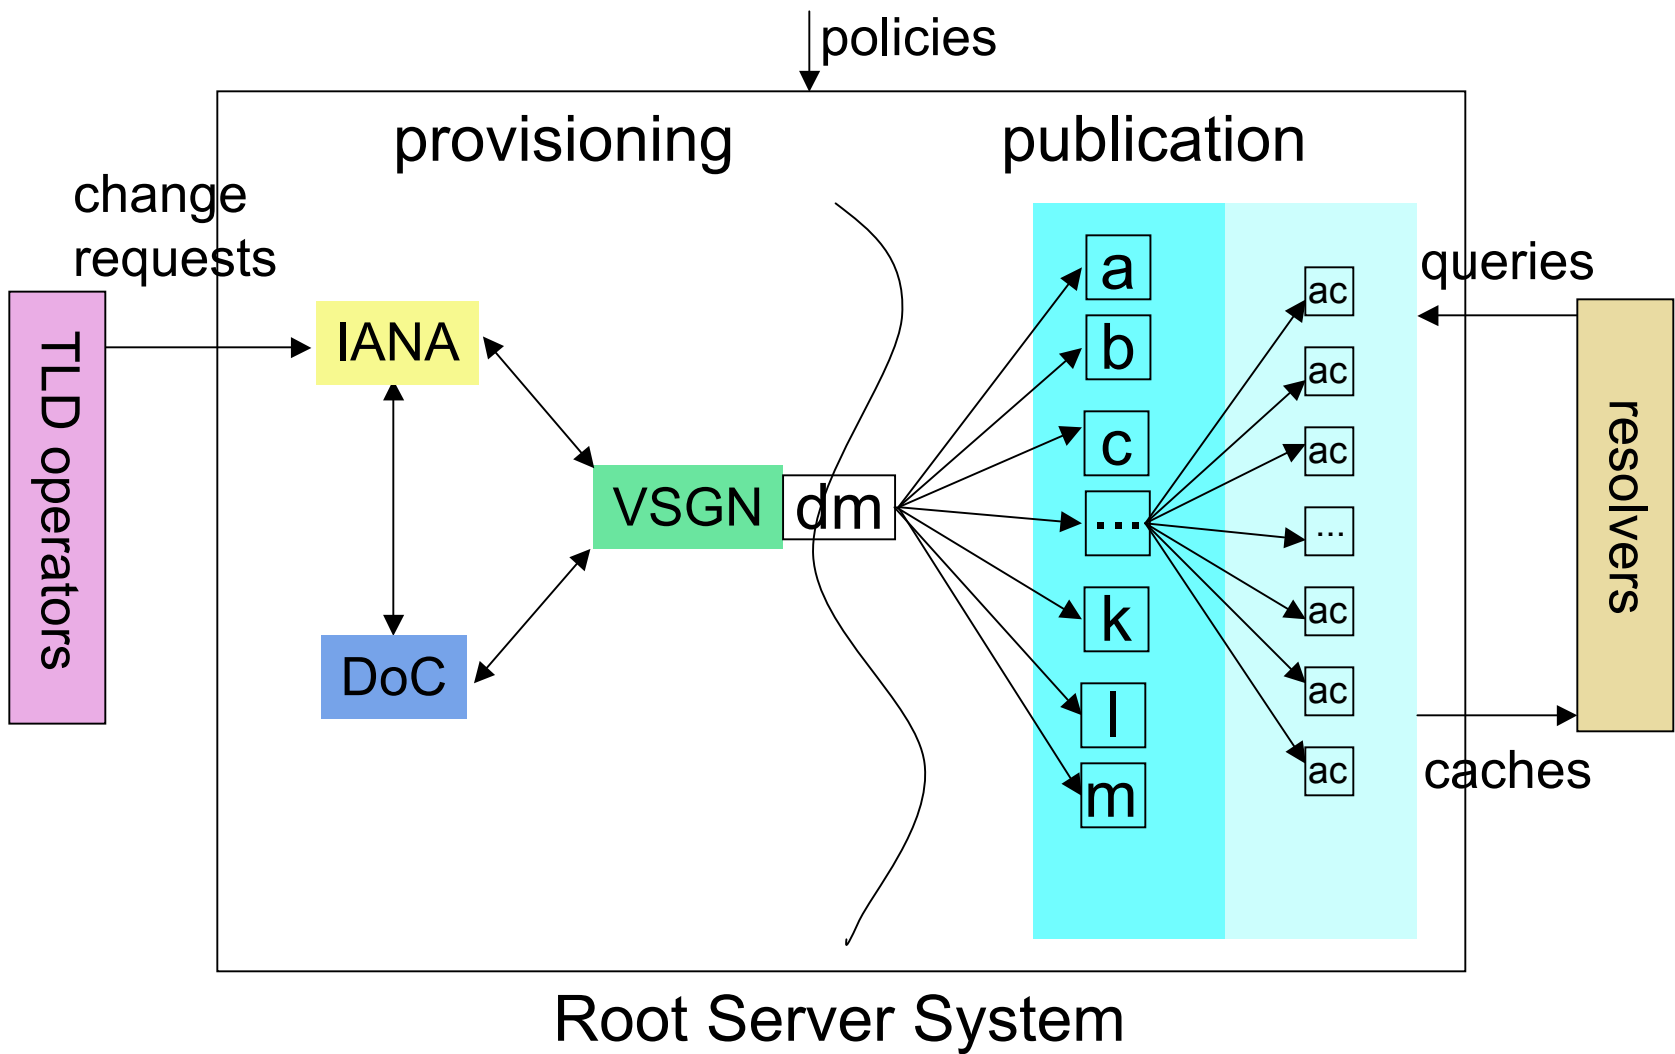 policies
provisioning
publication
change
requests
TLD operators
IANA
DoC
VSGN
dm
a
b
c
...
k
l
m
ac
ac
ac
...
ac
ac
ac
queries
resolvers
caches
Root Server System